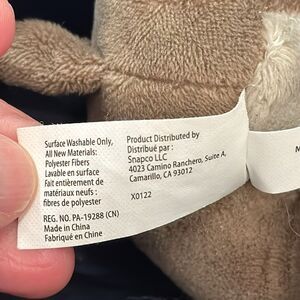 Surface Washable Only,
All New Materials:
Polyester Fibers
Lavable en surface
Fait entièrement de
matériaux neufs :
fibres de polyester
REG. NO. PA-19288 (CN)
Made in China
Fabriqué en Chine
Product Distributed by
Distribué par :
Snapco LLC
4023 Camino Ranchero, Suite A,
Camarillo, CA 93012
X0122
M